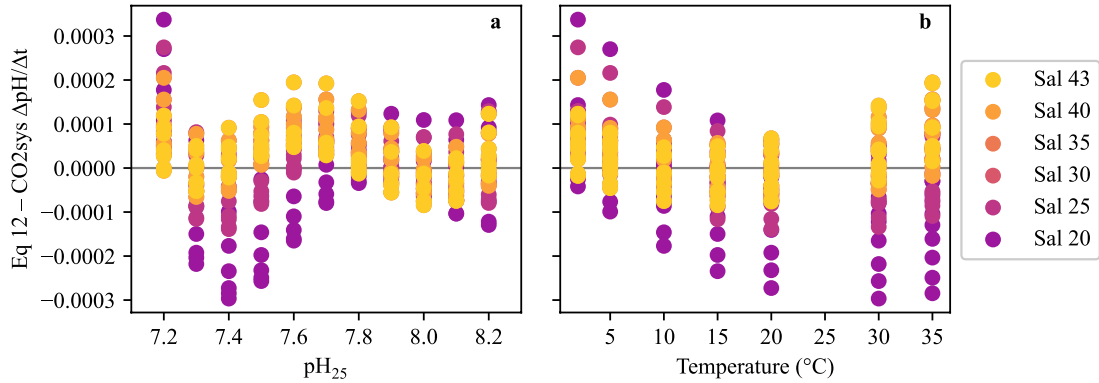 a
b
0.0003
0.0002
0.0001
0.0000
−0.0001
−0.0002
−0.0003
Eq 12 − CO2sys ΔpH/Δt
7.2 7.4 7.6 7.8 8.0 8.2
pH25
5 10 15 20 25 30 35
Temperature (°C)
Sal 43
Sal 40
Sal 35
Sal 30
Sal 25
Sal 20